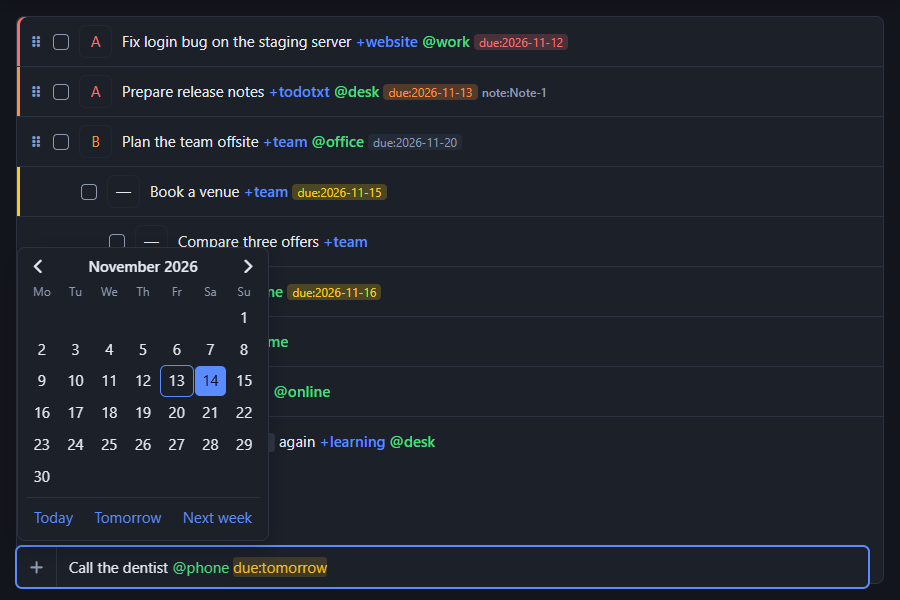 A Fix login bug on the staging server +website @work due:2026-11-12
A Prepare release notes +todotxt @desk due:2026-11-13 note:Note-1
B Plan the team offsite +team @office due:2026-11-20
— Book a venue +team due:2026-11-15
— Compare three offers +team
due:2026-11-16
@online
again +learning @desk
November 2026
Mo Tu We Th Fr Sa Su
1
2 3 4 5 6 7 8
9 10 11 12 13 14 15
16 17 18 19 20 21 22
23 24 25 26 27 28 29
30
Today Tomorrow Next week
+ Call the dentist @phone due:tomorrow